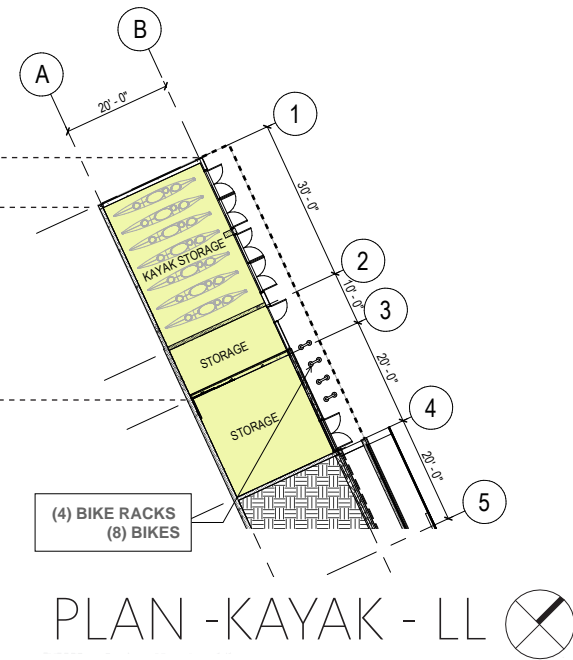 B
A
20' - 0"
1
30' - 0"
KAYAK STORAGE
2
10' - 0"
3
STORAGE
20' - 0"
4
STORAGE
20' - 0"
5
(4) BIKE RACKS
(8) BIKES
PLAN -KAYAK - LL